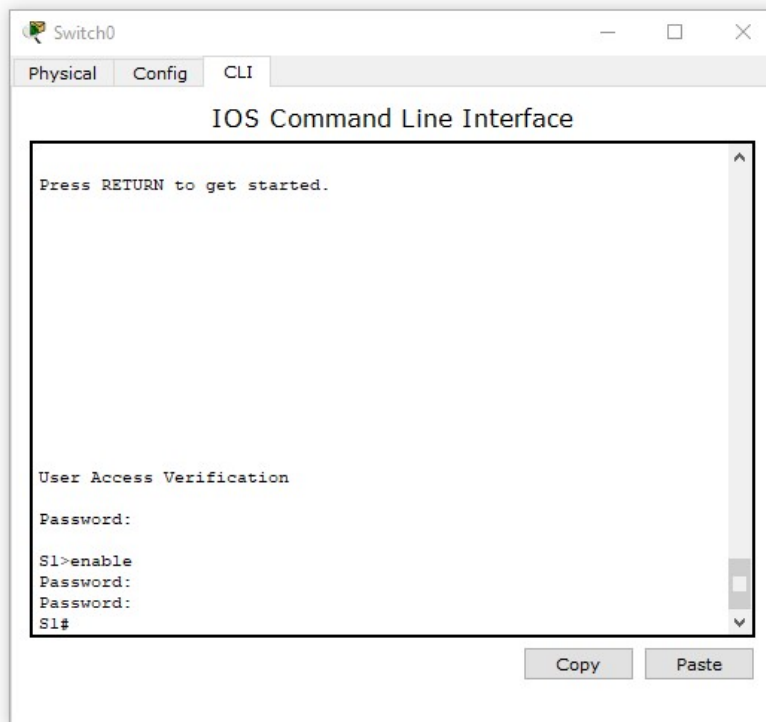 Switch0
Physical Config CLI
IOS Command Line Interface
Press RETURN to get started.
User Access Verification
Password:
S1>enable
Password:
Password:
S1#
Copy Paste